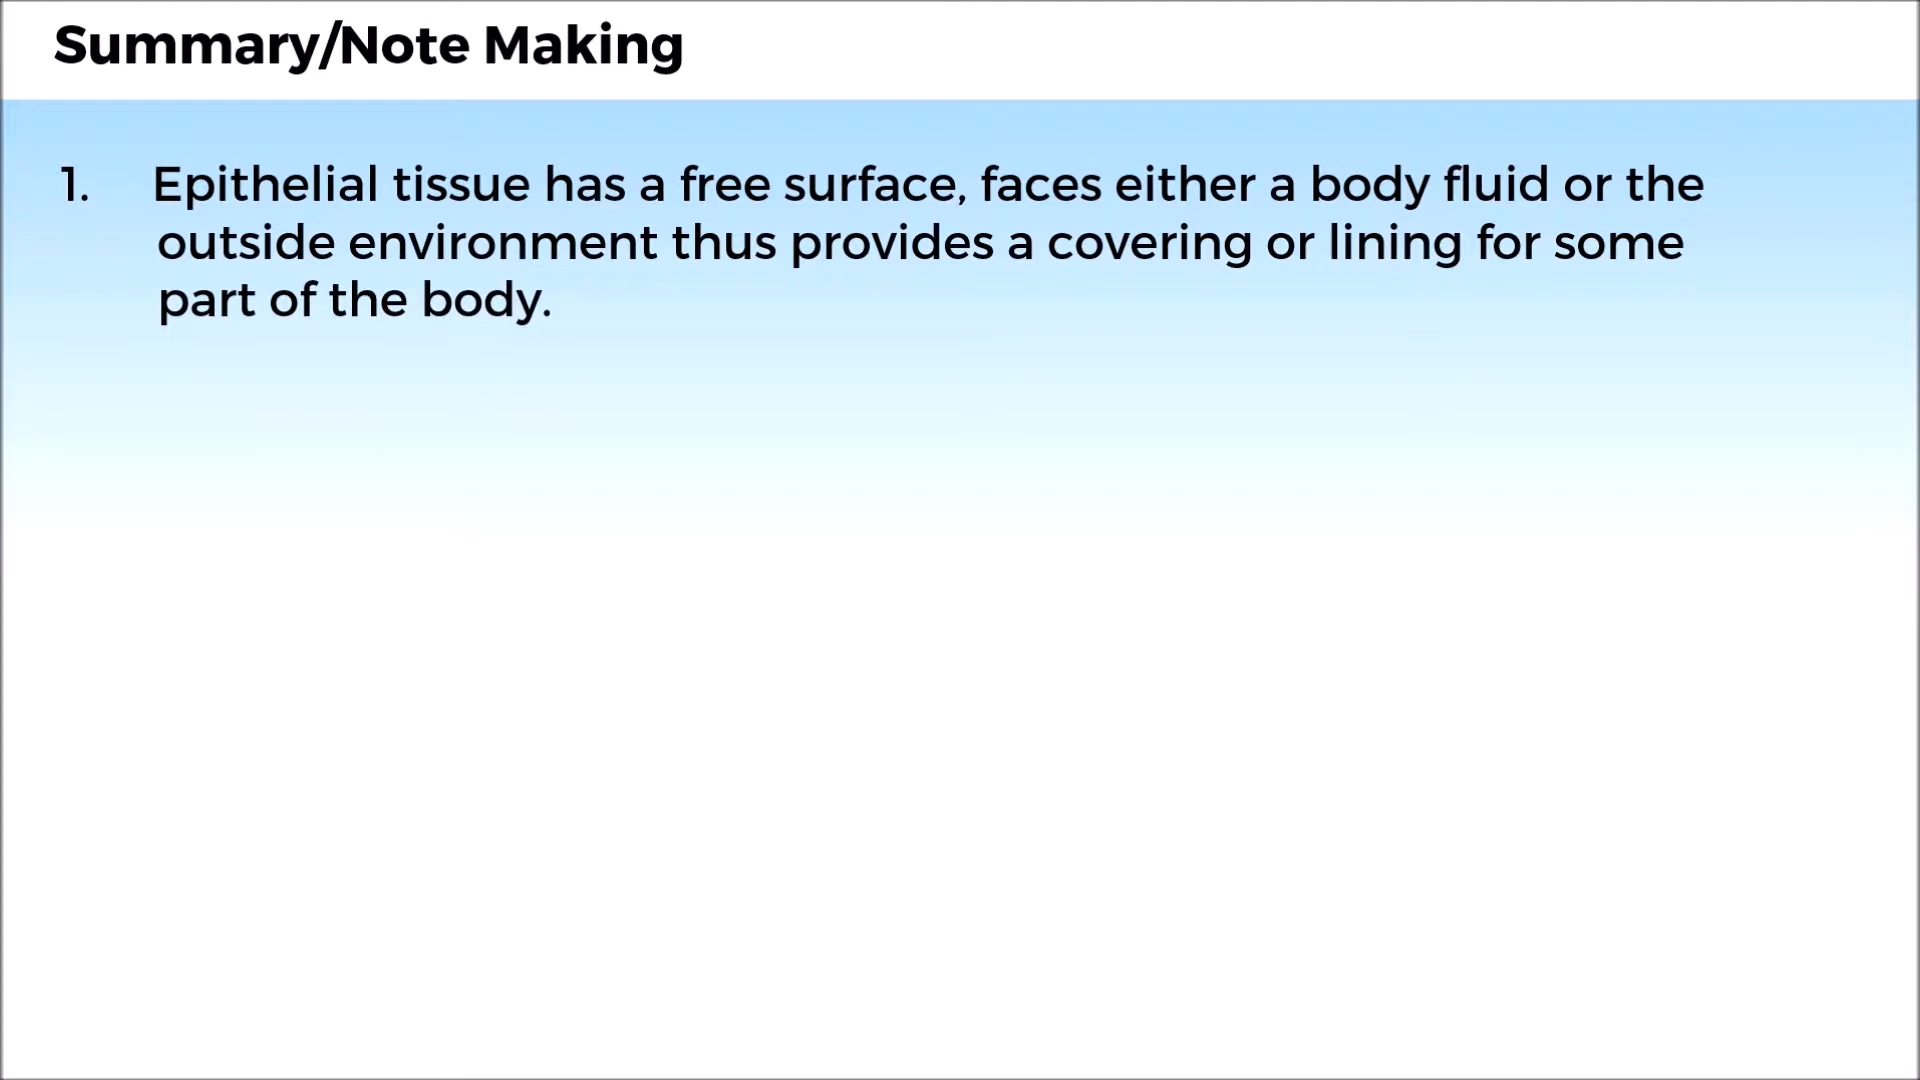 Summary/Note Making
1. Epithelial tissue has a free surface, faces either a body fluid or the
outside environment thus provides a covering or lining for some
part of the body.